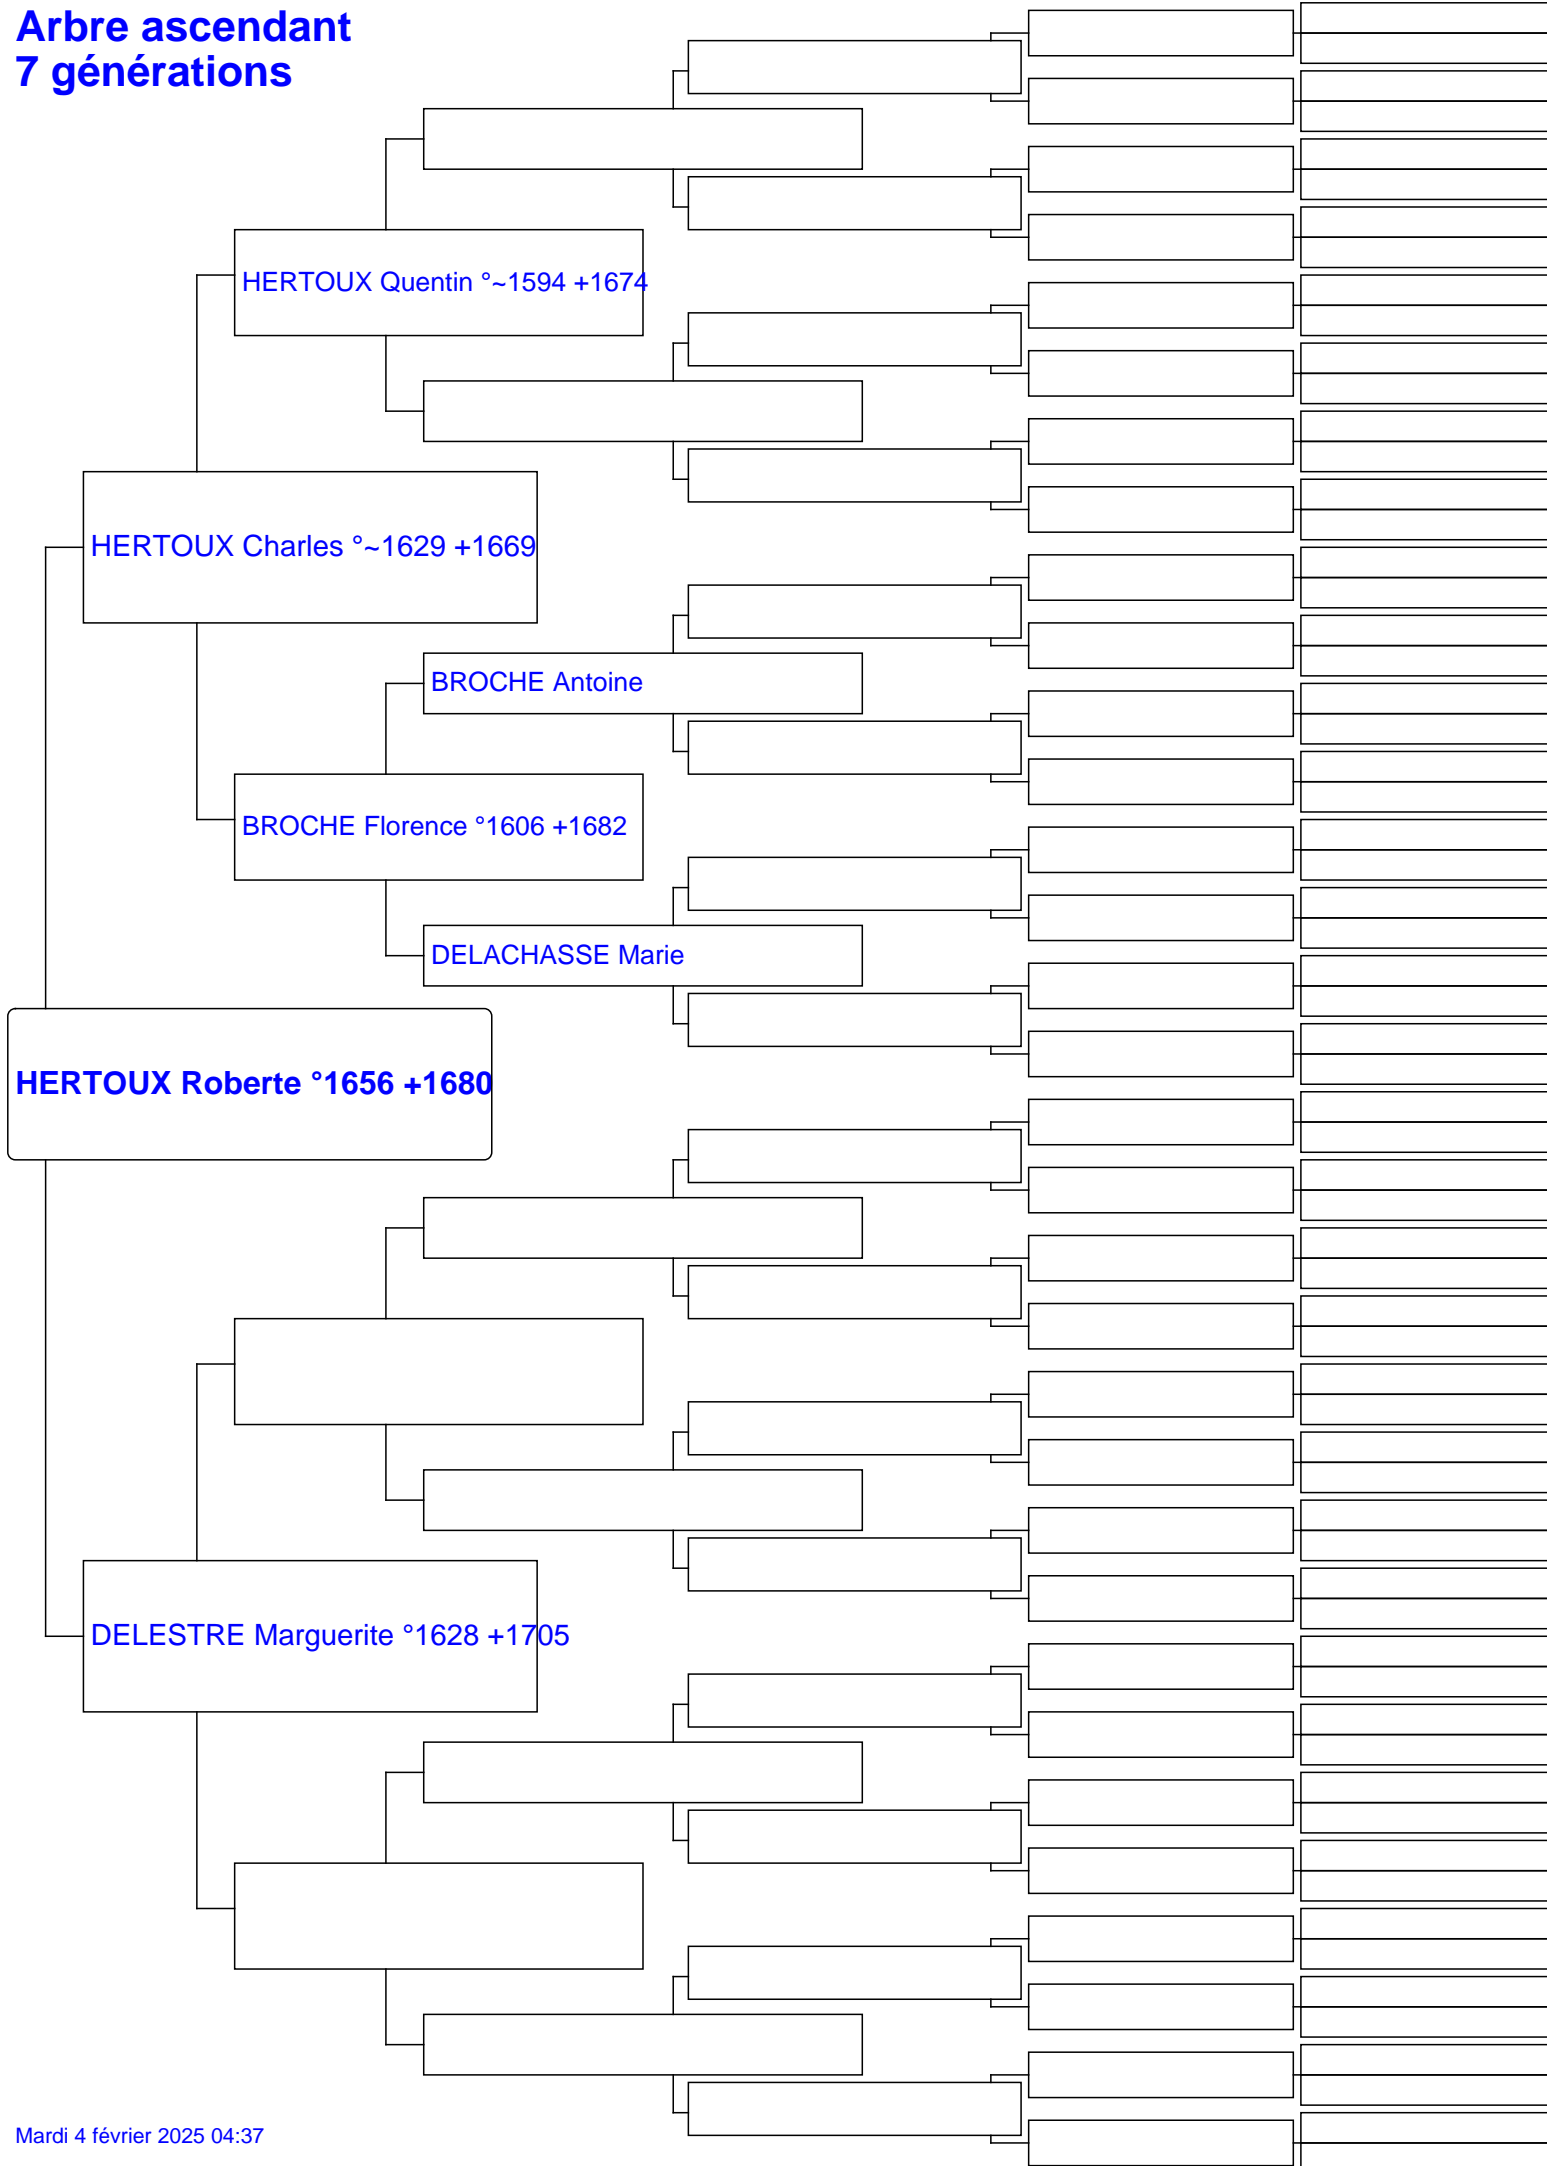 Arbre ascendant
7 générations
HERTOUX Quentin °~1594 +1674
HERTOUX Charles °~1629 +1669
BROCHE Antoine
BROCHE Florence °1606 +1682
DELACHASSE Marie
HERTOUX Roberte °1656 +1680
DELESTRE Marguerite °1628 +1705
Mardi 4 février 2025 04:37